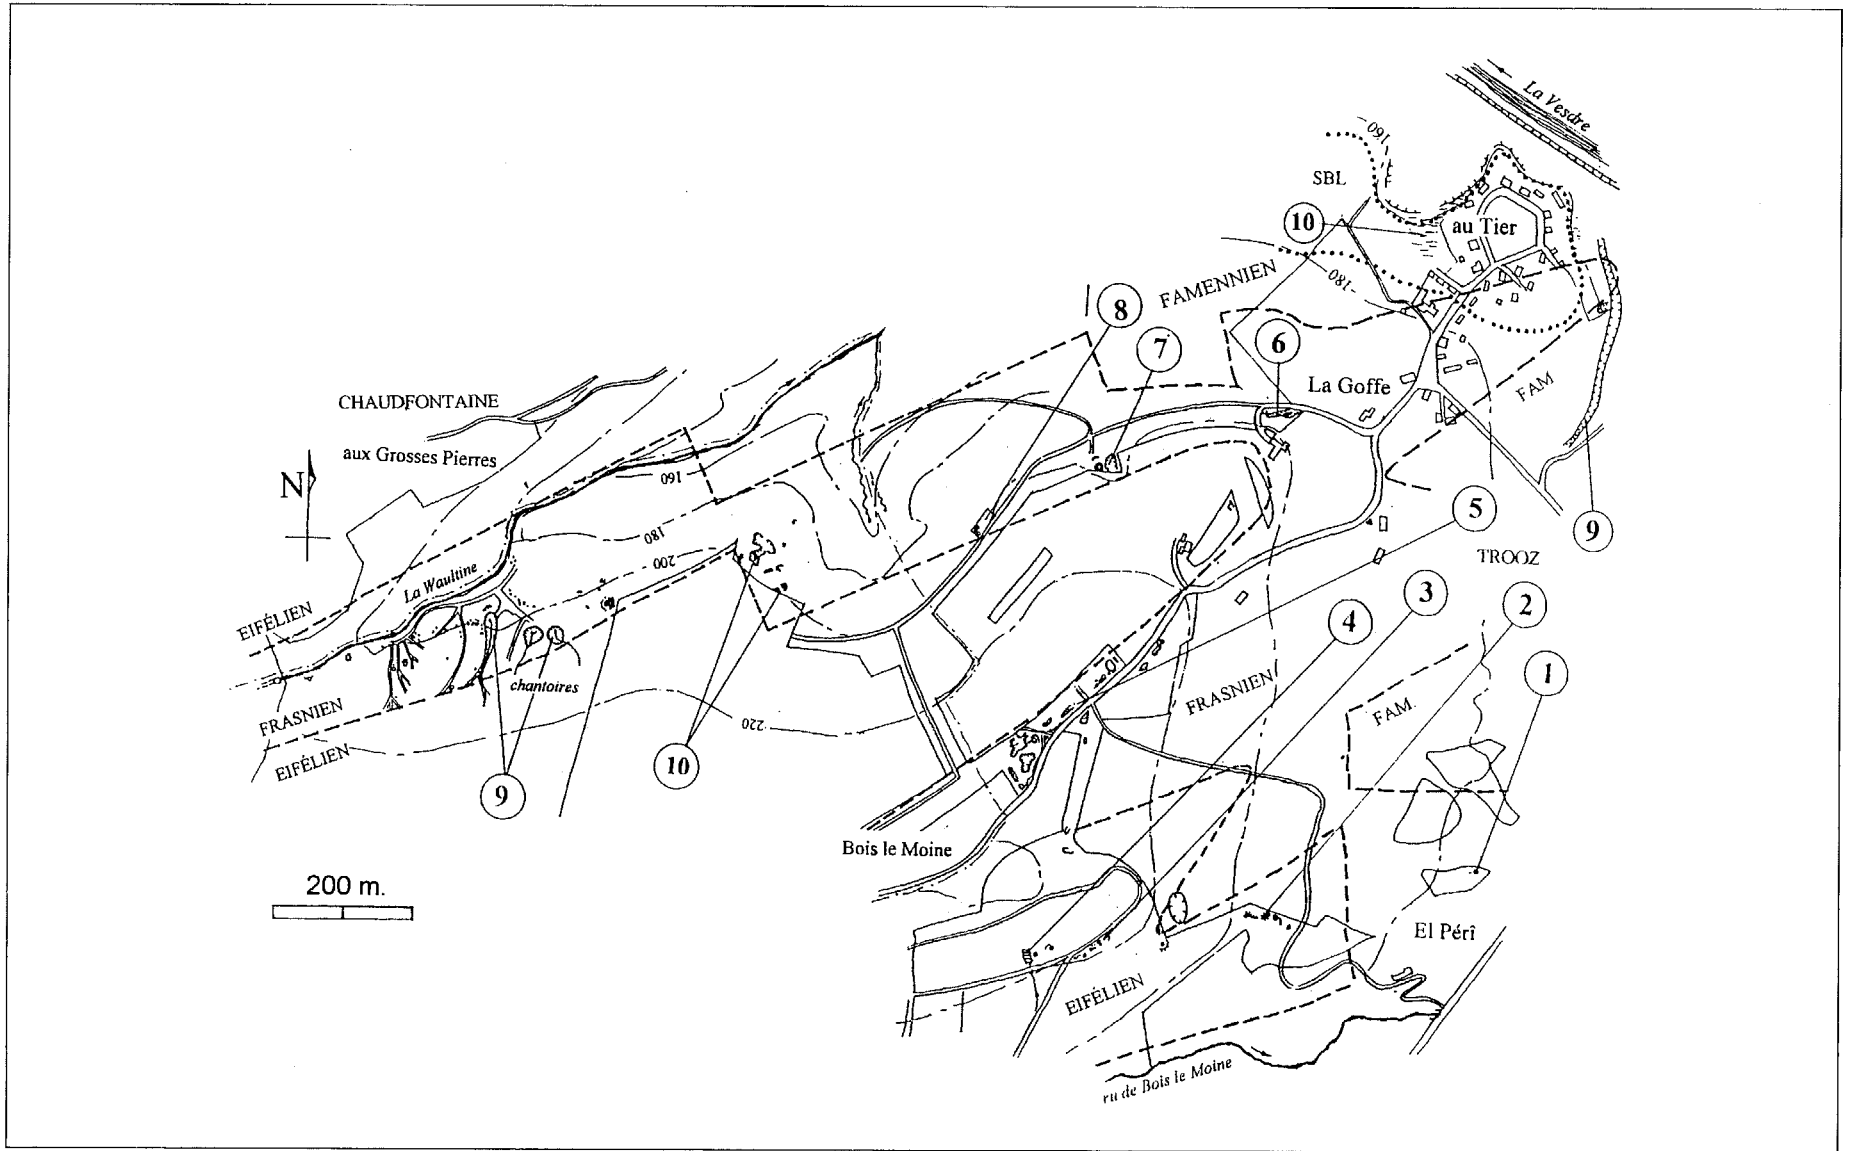 La Vesdre
160
SBL
10
au Tier
FAMENNIEN
180
8
7
6
La Goffe
FAM
CHAUDFONTAINE
aux Grosses Pierres
N
160
180
200
La Waultine
5
9
TROOZ
EIFÉLIEN
chantoires
FRASNIEN
EIFÉLIEN
220
9
10
4
3
2
1
FRASNIEN
FAM.
Bois le Moine
200 m.
El Pérî
EIFÉLIEN
ru de Bois le Moine